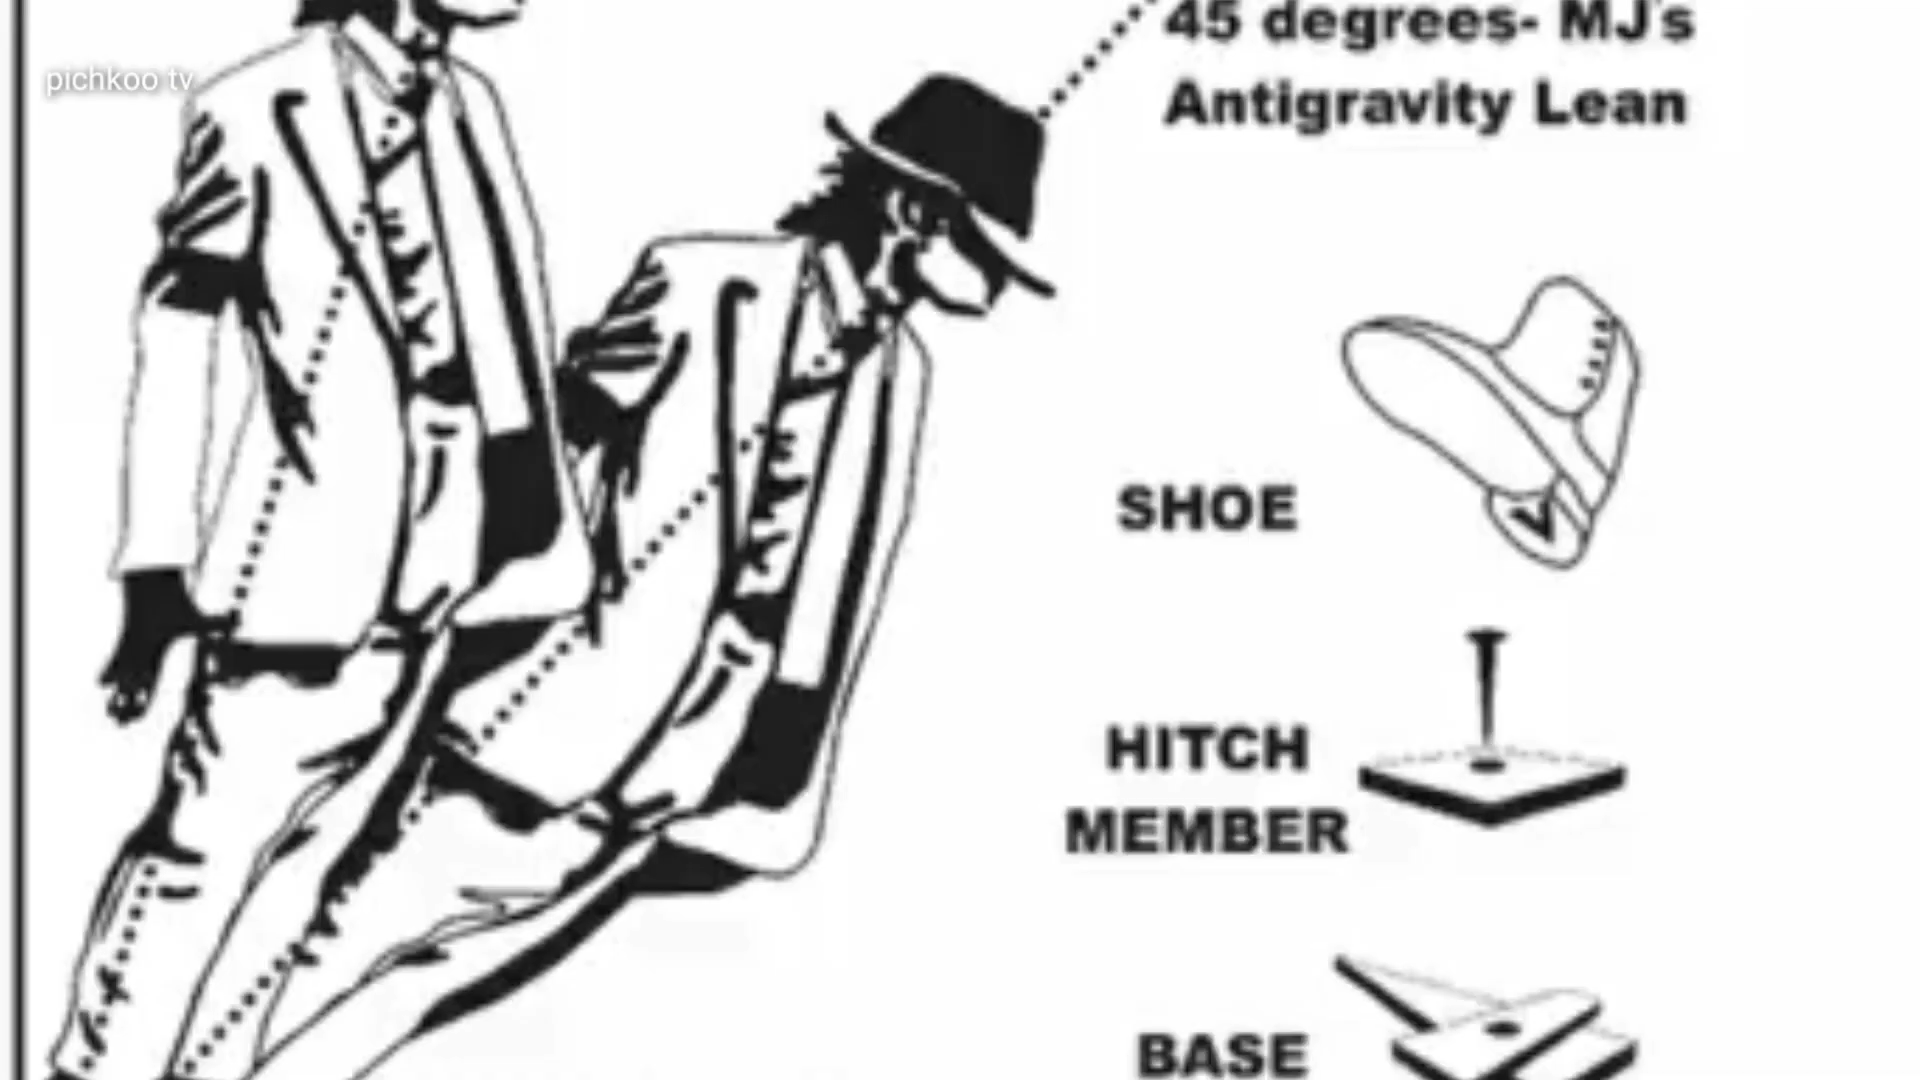 pichkoo tv
45 degrees- MJ's
Antigravity Lean
SHOE
HITCH
MEMBER
BASE